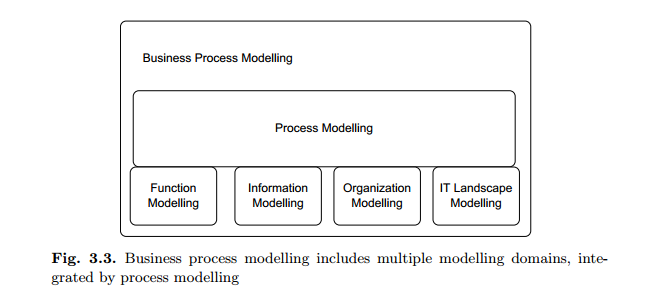 Business Process Modelling
Process Modelling
Function
Modelling
Information
Modelling
Organization
Modelling
IT Landscape
Modelling
Fig. 3.3. Business process modelling includes multiple modelling domains, inte-
grated by process modelling